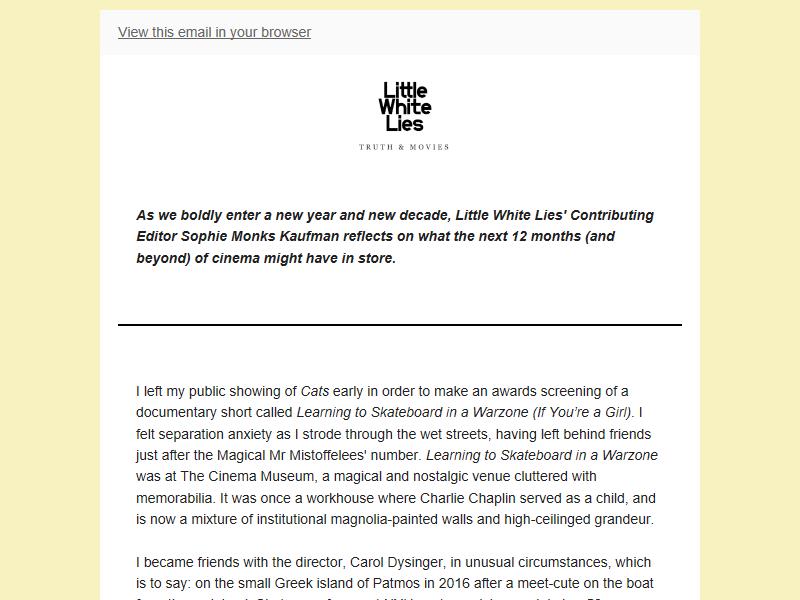 View this email in your browser
Little
White
Lies
TRUTH & MOVIES
As we boldly enter a new year and new decade, Little White Lies' Contributing
Editor Sophie Monks Kaufman reflects on what the next 12 months (and
beyond) of cinema might have in store.
I left my public showing of Cats early in order to make an awards screening of a
documentary short called Learning to Skateboard in a Warzone (If You’re a Girl). I
felt separation anxiety as I strode through the wet streets, having left behind friends
just after the Magical Mr Mistoffelees' number. Learning to Skateboard in a Warzone
was at The Cinema Museum, a magical and nostalgic venue cluttered with
memorabilia. It was once a workhouse where Charlie Chaplin served as a child, and
is now a mixture of institutional magnolia-painted walls and high-ceilinged grandeur.
I became friends with the director, Carol Dysinger, in unusual circumstances, which
is to say: on the small Greek island of Patmos in 2016 after a meet-cute on the boat